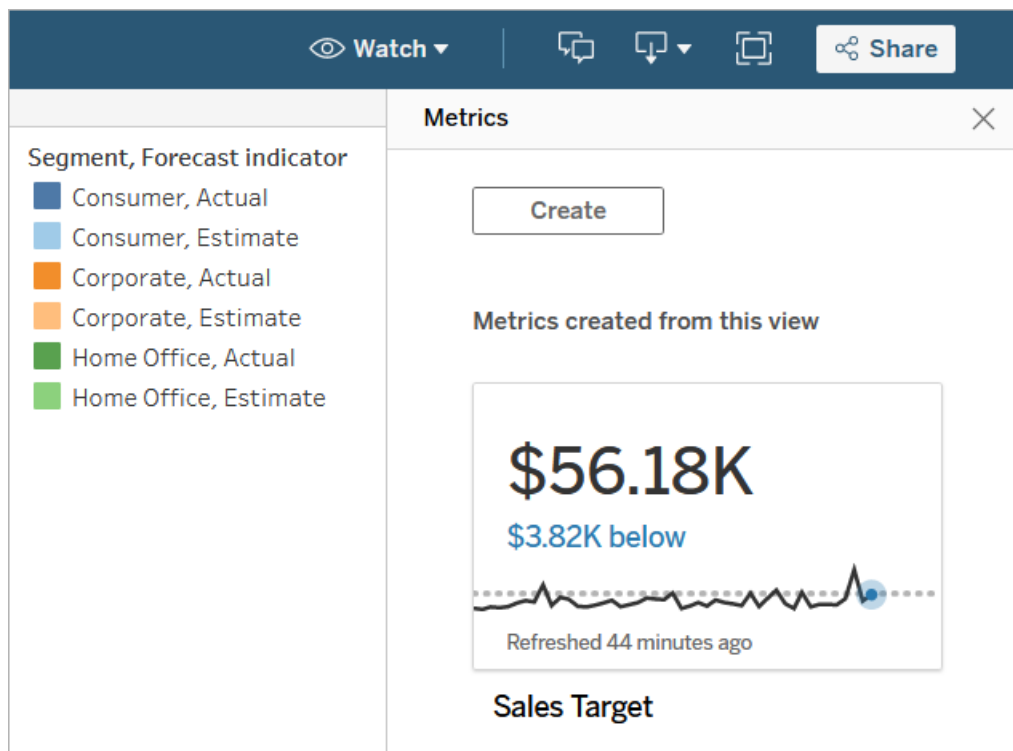 Watch
Share
Metrics
Segment, Forecast indicator
Consumer, Actual
Consumer, Estimate
Corporate, Actual
Corporate, Estimate
Home Office, Actual
Home Office, Estimate
Create
Metrics created from this view
$56.18K
$3.82K below
Refreshed 44 minutes ago
Sales Target